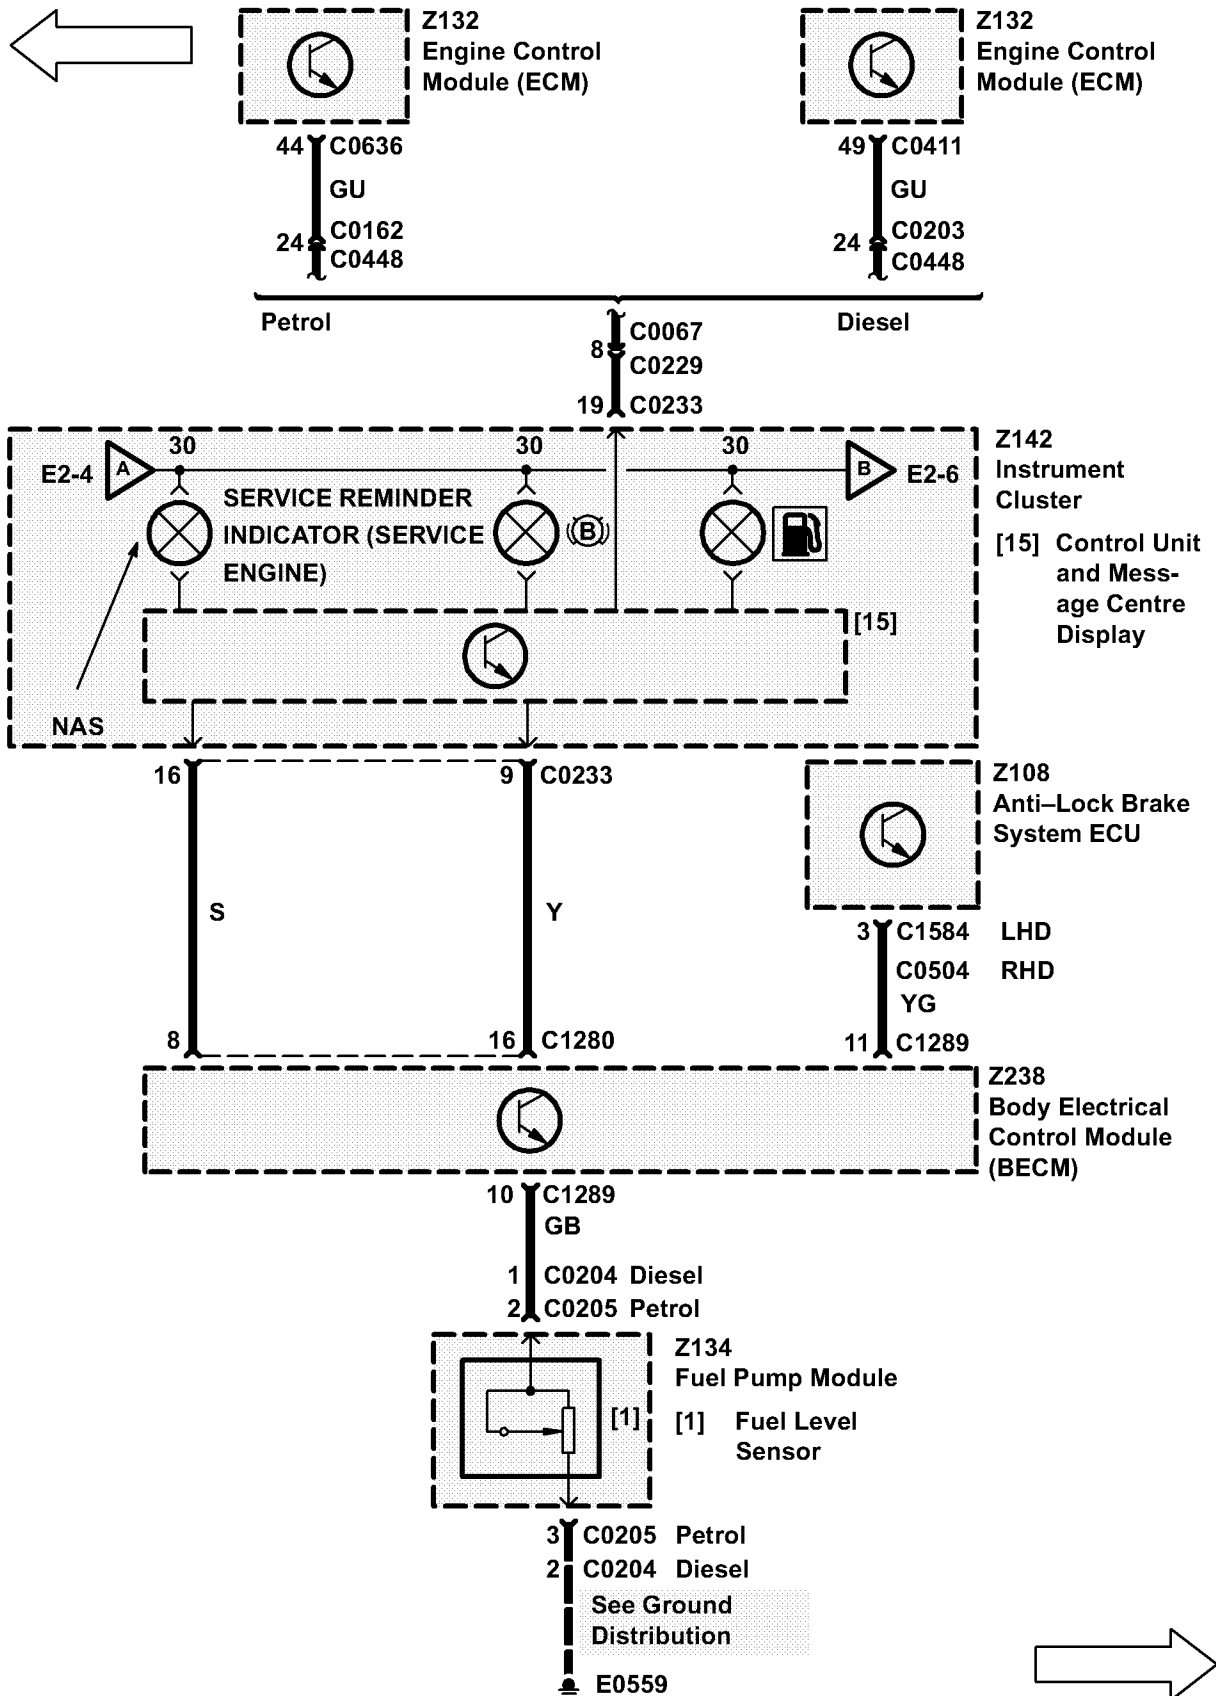 Z132
Engine Control
Module (ECM)
Z132
Engine Control
Module (ECM)
44 C0636
GU
24 C0162
C0448
49 C0411
GU
24 C0203
C0448
Petrol
Diesel
C0067
8
C0229
19 C0233
Z142
Instrument
Cluster
[15] Control Unit
and Mess-
age Centre
Display
E2-4 A
30
30
30
B E2-6
SERVICE REMINDER
INDICATOR (SERVICE
ENGINE)
B
[15]
NAS
16
9 C0233
S
Y
8
16 C1280
Z108
Anti–Lock Brake
System ECU
3 C1584 LHD
C0504 RHD
YG
11 C1289
Z238
Body Electrical
Control Module
(BECM)
10 C1289
GB
1 C0204 Diesel
2 C0205 Petrol
Z134
Fuel Pump Module
[1]
[1] Fuel Level
Sensor
3 C0205 Petrol
2 C0204 Diesel
See Ground
Distribution
E0559